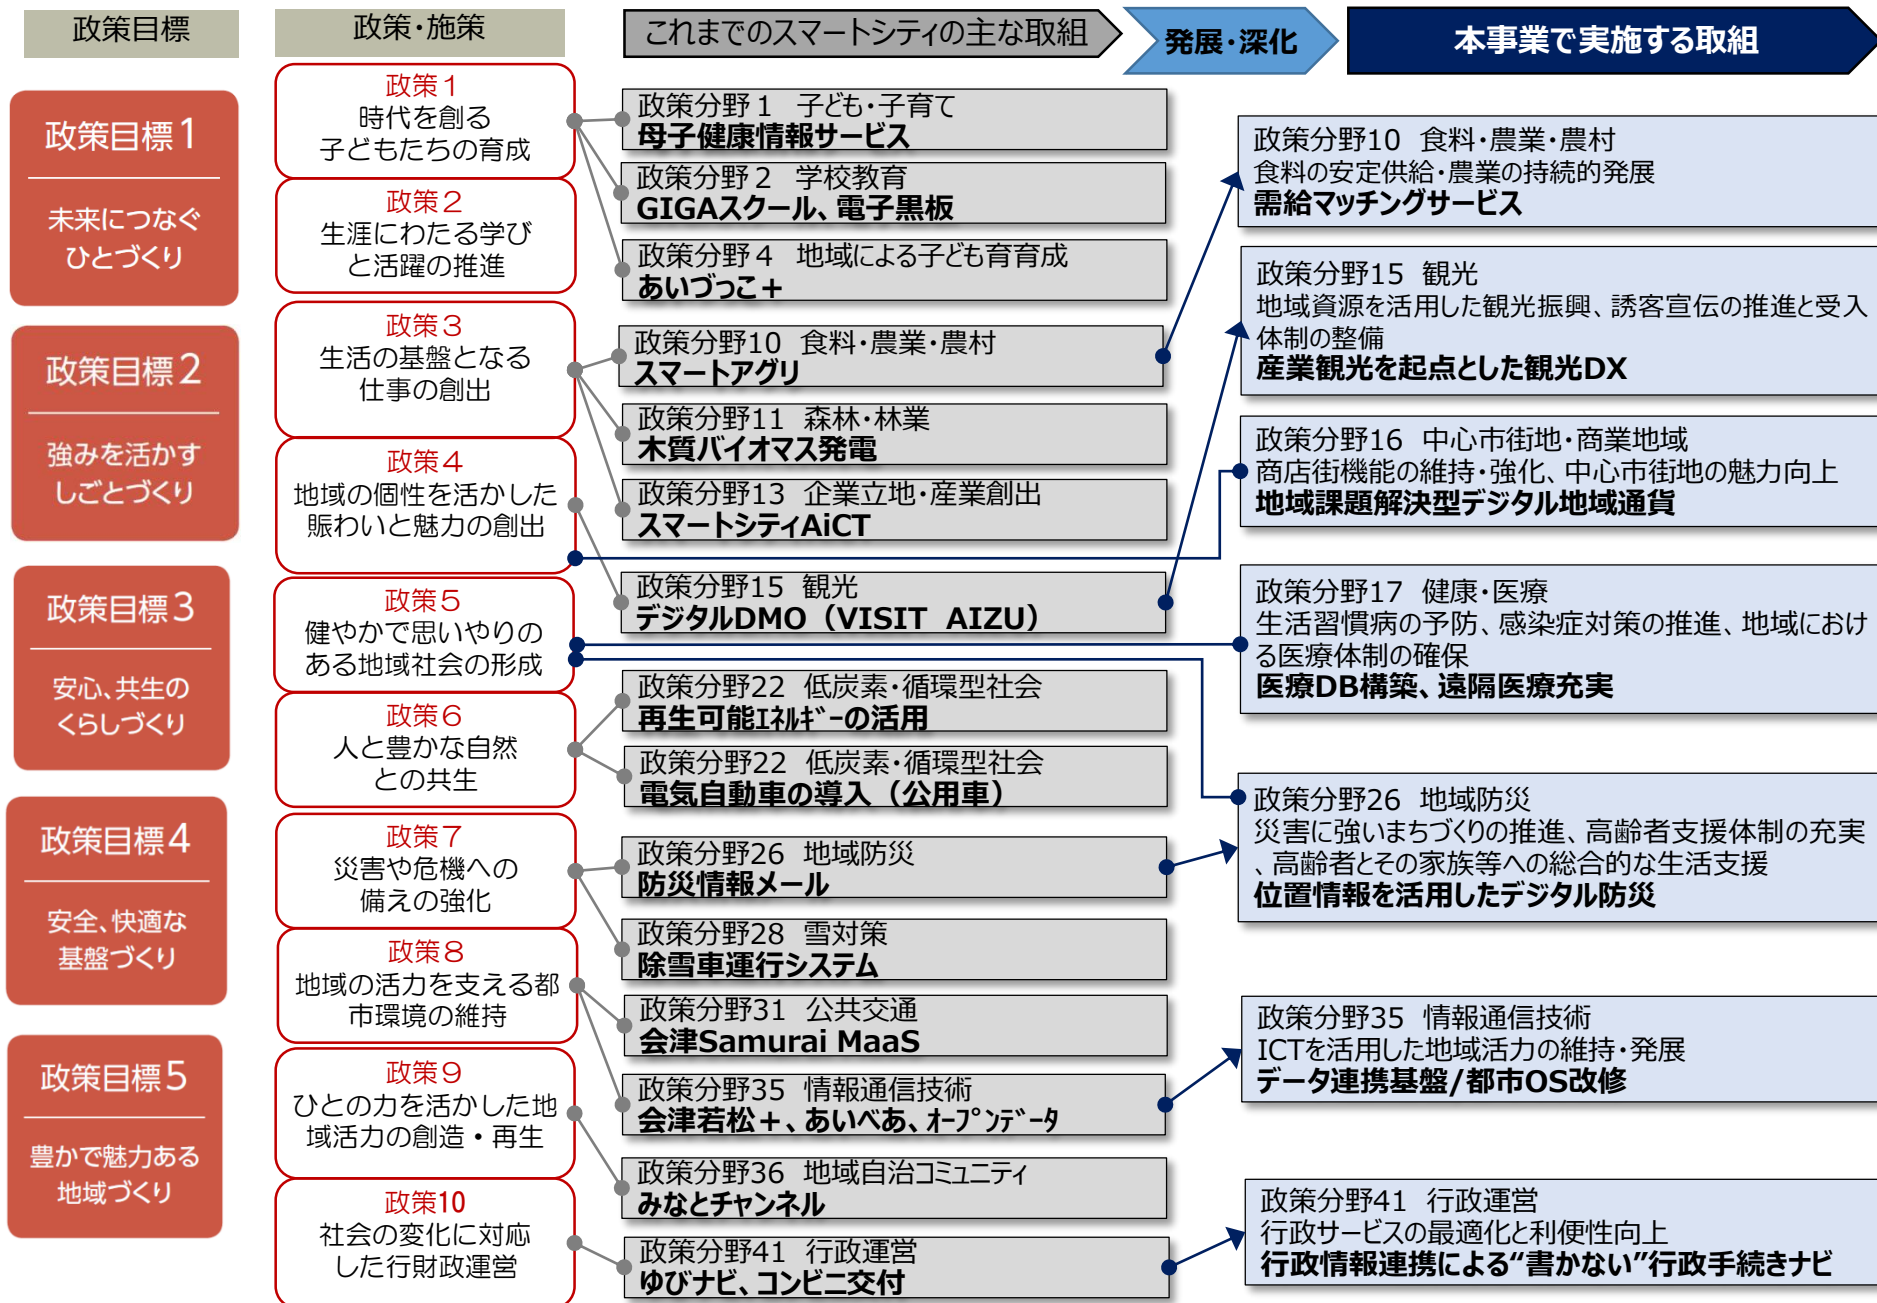 政策目標
政策・施策
これまでのスマートシティの主な取組
発展・深化
本事業で実施する取組
政策目標1
未来につなぐ
ひとづくり
政策目標2
強みを活かす
しごとづくり
政策目標3
安心、共生の
くらしづくり
政策目標4
安全、快適な
基盤づくり
政策目標5
豊かで魅力ある
地域づくり
政策1
時代を創る
子どもたちの育成
政策2
生涯にわたる学び
と活躍の推進
政策3
生活の基盤となる
仕事の創出
政策4
地域の個性を活かした
賑わいと魅力の創出
政策5
健やかで思いやりの
ある地域社会の形成
政策6
人と豊かな自然
との共生
政策7
災害や危機への
備えの強化
政策8
地域の活力を支える都
市環境の維持
政策9
ひとの力を活かした地
域活力の創造・再生
政策10
社会の変化に対応
した行財政運営
政策分野1 子ども・子育て
母子健康情報サービス
政策分野2 学校教育
GIGAスクール、電子黒板
政策分野4 地域による子ども育育成
あいづっこ+
政策分野10 食料・農業・農村
スマートアグリ
政策分野11 森林・林業
木質バイオマス発電
政策分野13 企業立地・産業創出
スマートシティAiCT
政策分野15 観光
デジタルDMO（VISIT AIZU）
政策分野22 低炭素・循環型社会
再生可能ｴﾈﾙｷﾞｰの活用
政策分野22 低炭素・循環型社会
電気自動車の導入（公用車）
政策分野26 地域防災
防災情報メール
政策分野28 雪対策
除雪車運行システム
政策分野31 公共交通
会津Samurai MaaS
政策分野35 情報通信技術
会津若松+、あいべあ、ｵｰﾌﾟﾝﾃﾞｰﾀ
政策分野36 地域自治コミュニティ
みなとチャンネル
政策分野41 行政運営
ゆびナビ、コンビニ交付
政策分野10 食料・農業・農村
食料の安定供給・農業の持続的発展
需給マッチングサービス
政策分野15 観光
地域資源を活用した観光振興、誘客宣伝の推進と受入
体制の整備
産業観光を起点とした観光DX
政策分野16 中心市街地・商業地域
商店街機能の維持・強化、中心市街地の魅力向上
地域課題解決型デジタル地域通貨
政策分野17 健康・医療
生活習慣病の予防、感染症対策の推進、地域におけ
る医療体制の確保
医療DB構築、遠隔医療充実
政策分野26 地域防災
災害に強いまちづくりの推進、高齢者支援体制の充実
、高齢者とその家族等への総合的な生活支援
位置情報を活用したデジタル防災
政策分野35 情報通信技術
ICTを活用した地域活力の維持・発展
データ連携基盤/都市OS改修
政策分野41 行政運営
行政サービスの最適化と利便性向上
行政情報連携による“書かない”行政手続きナビ